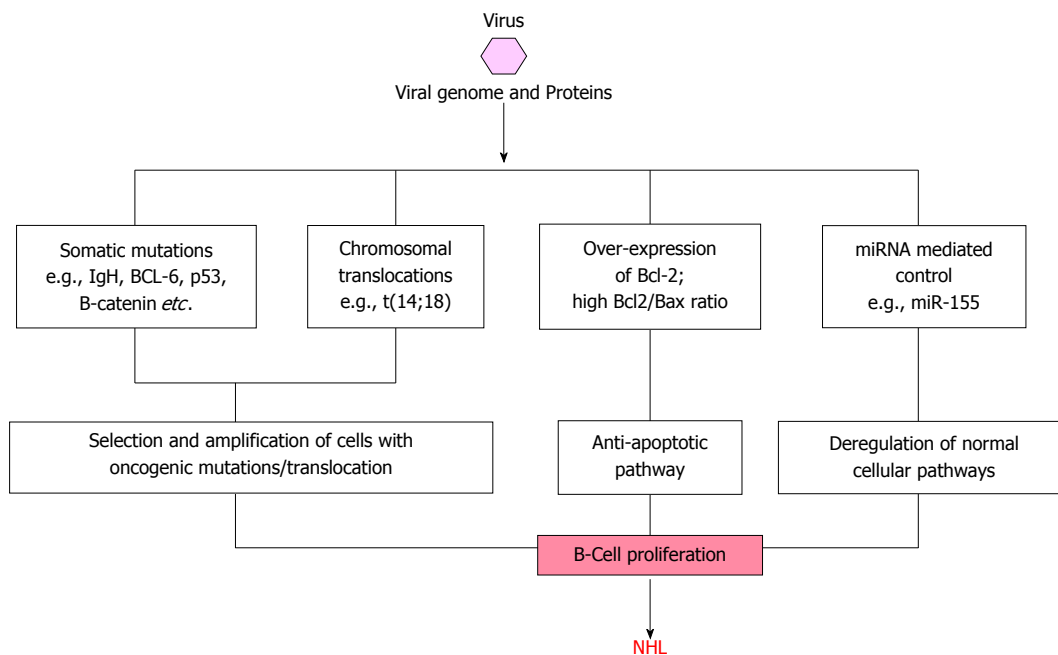 Virus
Viral genome and Proteins
Somatic mutations
e.g., IgH, BCL-6, p53,
B-catenin etc.
Chromosomal
translocations
e.g., t(14;18)
Over-expression
of Bcl-2;
high Bcl2/Bax ratio
miRNA mediated
control
e.g., miR-155
Selection and amplification of cells with
oncogenic mutations/translocation
Anti-apoptotic
pathway
Deregulation of normal
cellular pathways
B-Cell proliferation
NHL